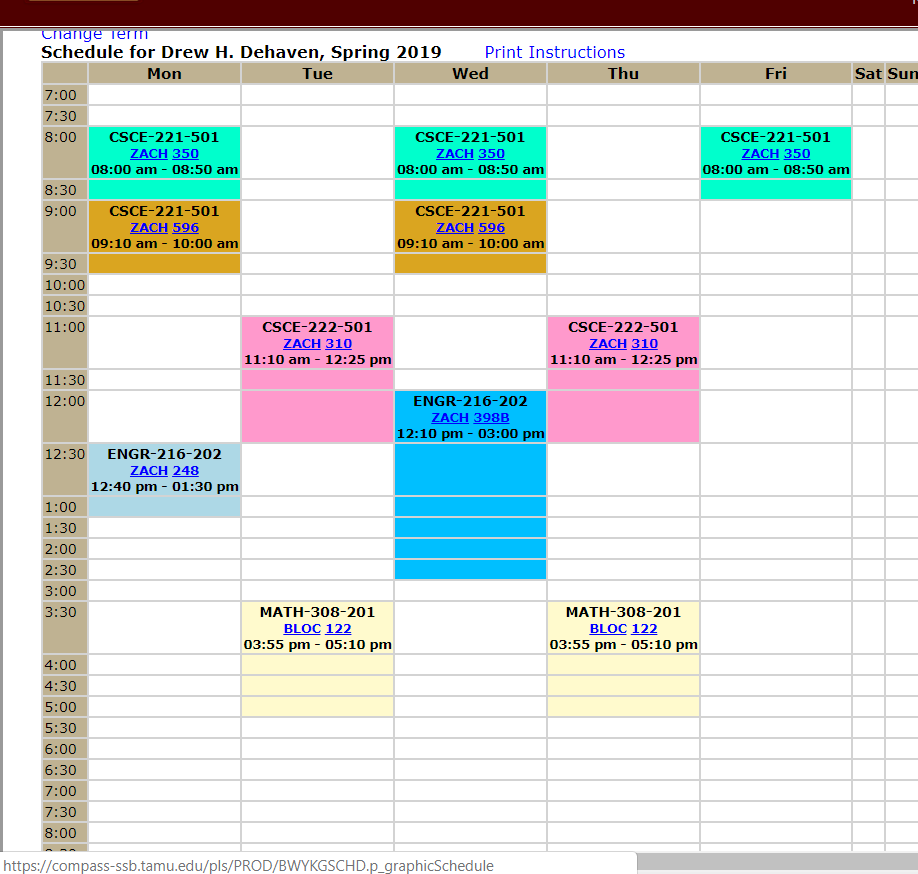 Change Term
Schedule for Drew H. Dehaven, Spring 2019 Print Instructions
Mon Tue Wed Thu Fri Sat Sun
7:00
7:30
8:00 CSCE-221-501 CSCE-221-501 CSCE-221-501
ZACH 350 ZACH 350 ZACH 350
08:00 am - 08:50 am 08:00 am - 08:50 am 08:00 am - 08:50 am
8:30
9:00 CSCE-221-501 CSCE-221-501
ZACH 596 ZACH 596
09:10 am - 10:00 am 09:10 am - 10:00 am
9:30
10:00
10:30
11:00 CSCE-222-501 CSCE-222-501
ZACH 310 ZACH 310
11:10 am - 12:25 pm 11:10 am - 12:25 pm
11:30
12:00 ENGR-216-202
ZACH 398B
12:10 pm - 03:00 pm
12:30 ENGR-216-202
ZACH 248
12:40 pm - 01:30 pm
1:00
1:30
2:00
2:30
3:00
3:30 MATH-308-201 MATH-308-201
BLOC 122 BLOC 122
03:55 pm - 05:10 pm 03:55 pm - 05:10 pm
4:00
4:30
5:00
5:30
6:00
6:30
7:00
7:30
8:00
https://compass-ssb.tamu.edu/pls/PROD/BWYKGSCHD.p_graphicSchedule